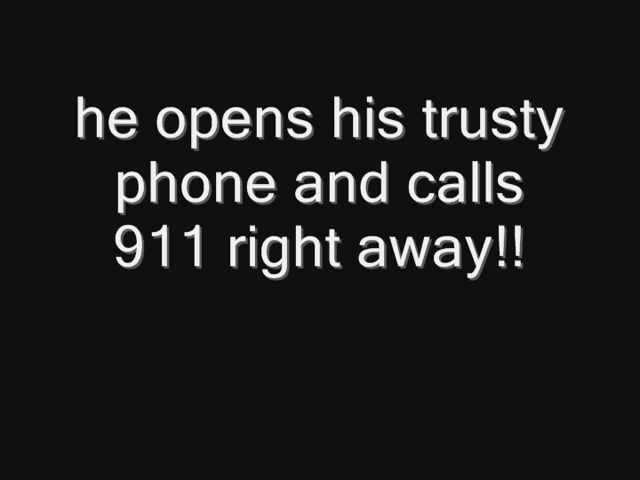 he opens his trusty
phone and calls
911 right away!!